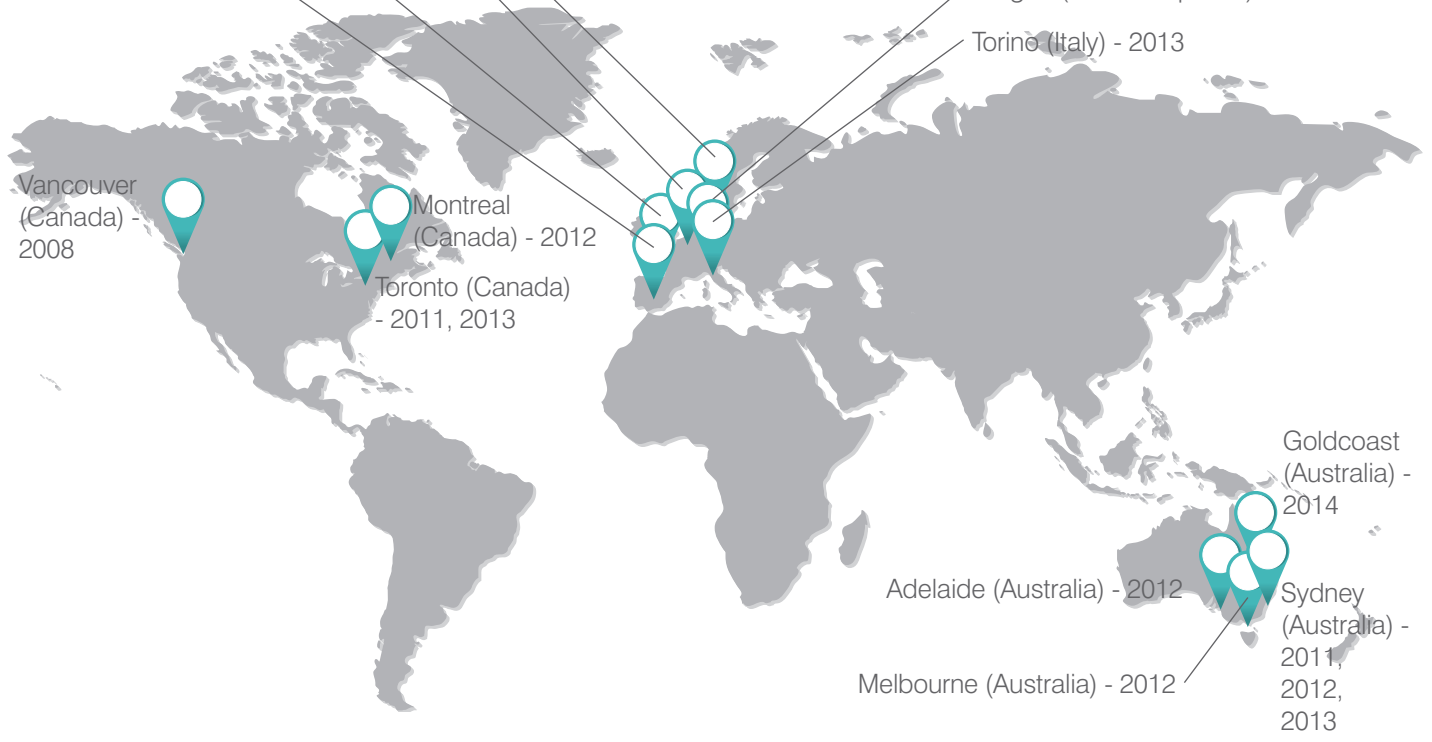 Torino (Italy) - 2013
Vancouver
(Canada) -
2008
Montreal
(Canada) - 2012
Toronto (Canada)
- 2011, 2013
Goldcoast
(Australia) -
2014
Adelaide (Australia) - 2012
Sydney
(Australia) -
2011,
2012,
2013
Melbourne (Australia) - 2012